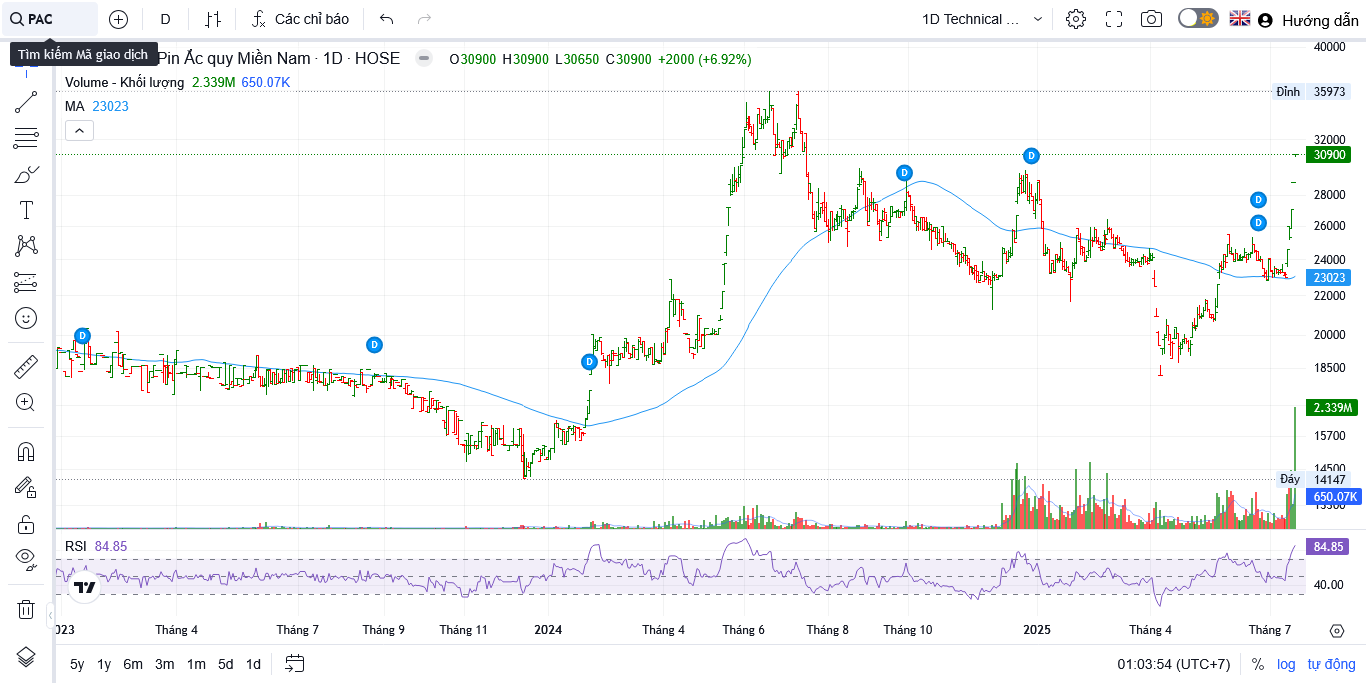 PAC D Các chỉ báo 1D Technical ... Hướng dẫn
Tìm kiếm Mã giao dịch
Pin Ắc quy Miền Nam · 1D · HOSE O30900 H30900 L30650 C30900 +2000 (+6.92%)
Volume - Khối lượng 2.339M 650.07K
MA 23023
40000
Đỉnh 35973
32000
30900
28000
26000
24000
23023
22000
20000
18500
2.339M
15700
14500
Đáy 14147
650.07K
13500
RSI 84.85
84.85
40.00
D
D
D
D
D
D
D
2023 Tháng 4 Tháng 7 Tháng 9 Tháng 11 2024 Tháng 4 Tháng 6 Tháng 8 Tháng 10 2025 Tháng 4 Tháng 7
5y 1y 6m 3m 1m 5d 1d 01:03:54 (UTC+7) % log tự động